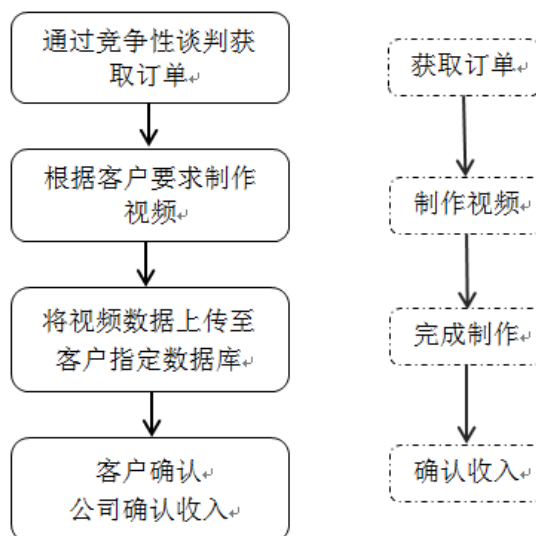 通过竞争性谈判获
取订单
获取订单
根据客户要求制作
视频
制作视频
将视频数据上传至
客户指定数据库
完成制作
客户确认
公司确认收入
确认收入